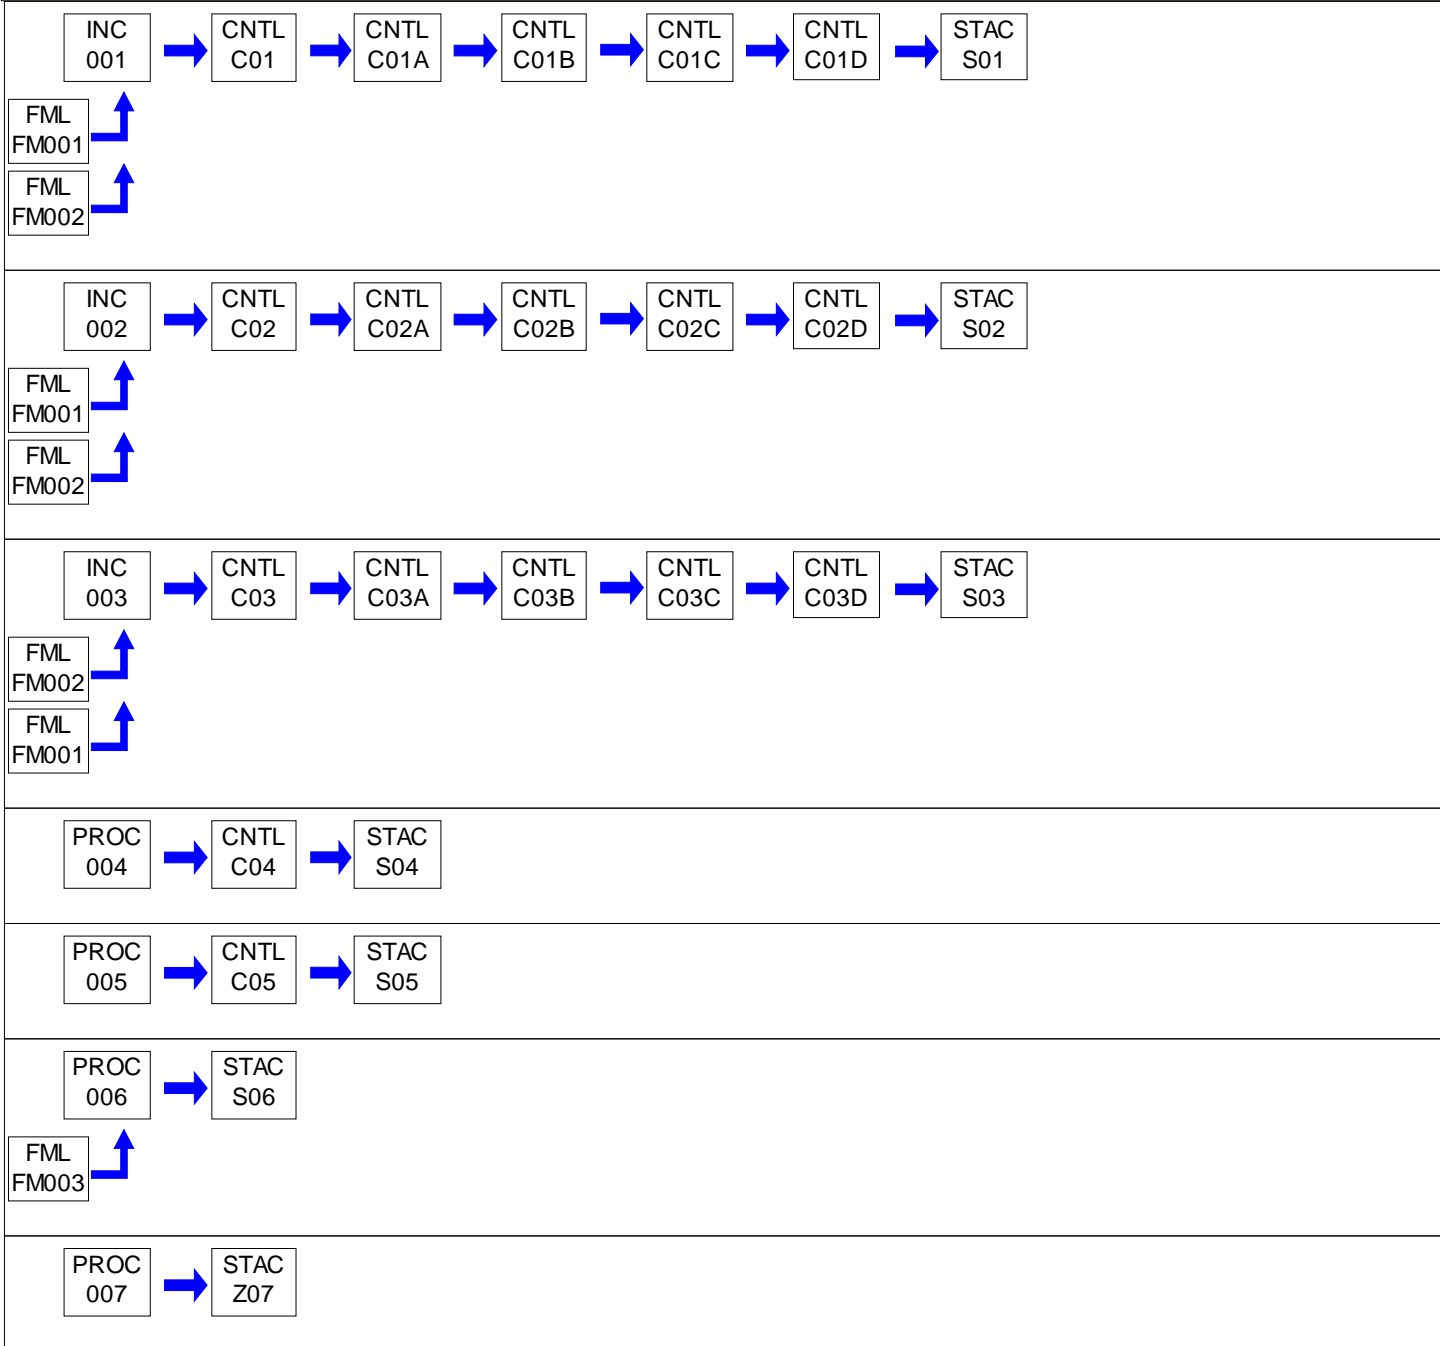 INC
001
CNTL
C01
CNTL
C01A
CNTL
C01B
CNTL
C01C
CNTL
C01D
STAC
S01
FML
FM001
FML
FM002
INC
002
CNTL
C02
CNTL
C02A
CNTL
C02B
CNTL
C02C
CNTL
C02D
STAC
S02
FML
FM001
FML
FM002
INC
003
CNTL
C03
CNTL
C03A
CNTL
C03B
CNTL
C03C
CNTL
C03D
STAC
S03
FML
FM002
FML
FM001
PROC
004
CNTL
C04
STAC
S04
PROC
005
CNTL
C05
STAC
S05
PROC
006
STAC
S06
FML
FM003
PROC
007
STAC
Z07